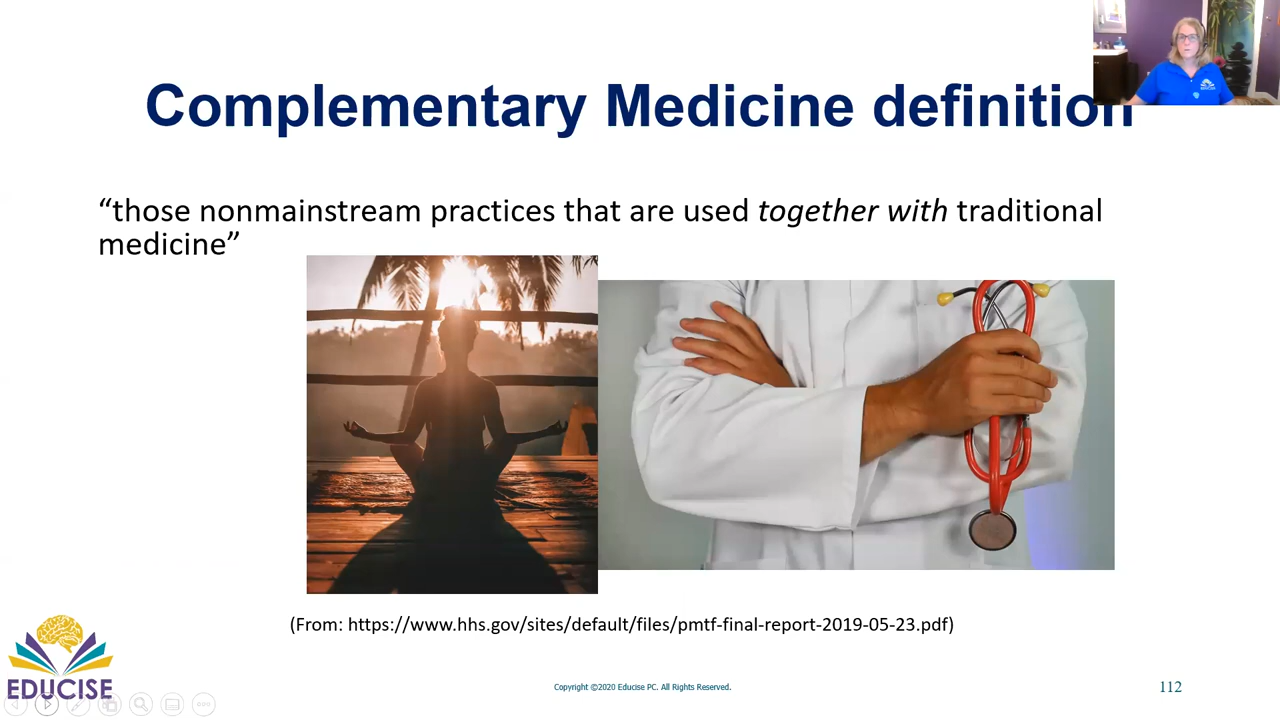 Complementary Medicine definition
“those nonmainstream practices that are used together with traditional
medicine”
(From: https://www.hhs.gov/sites/default/files/pmtf-final-report-2019-05-23.pdf)
EDUCISE
Copyright ©2020 Educise PC. All Rights Reserved.
112
EDUCISE